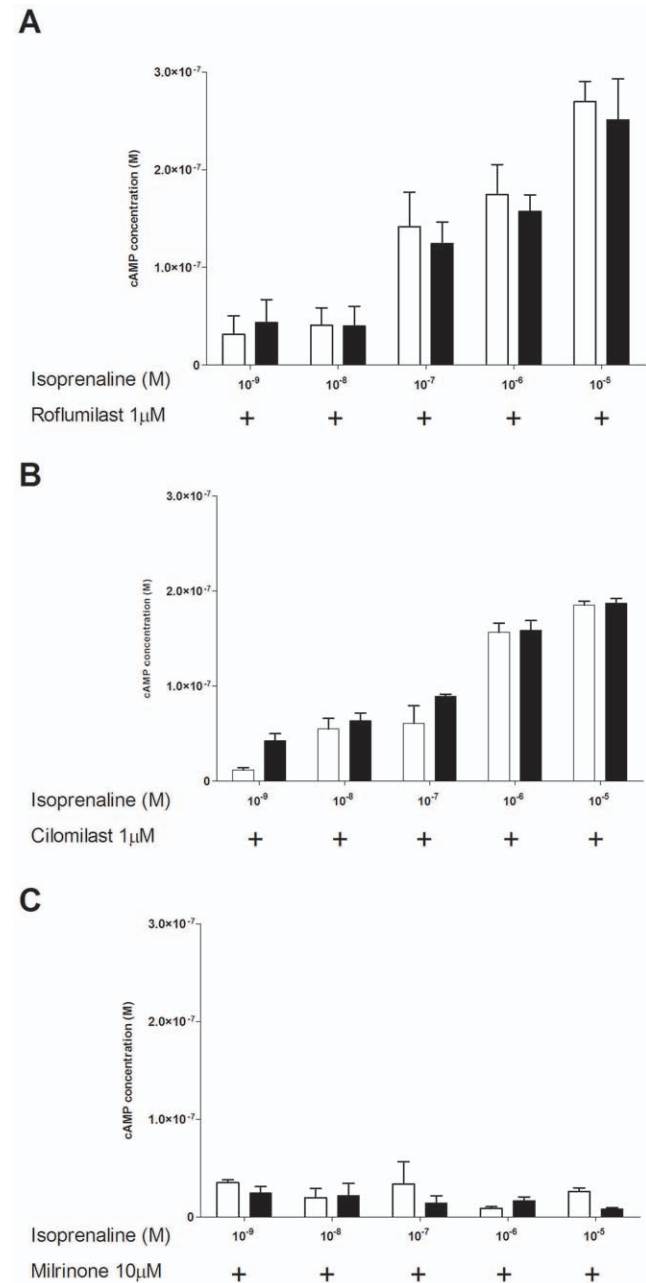 A
3.0×10⁻⁷
2.0×10⁻⁷
1.0×10⁻⁷
0
cAMP concentration (M)
Isoprenaline (M) 10⁻⁹ 10⁻⁸ 10⁻⁷ 10⁻⁶ 10⁻⁵
Roflumilast 1μM + + + + +
B
3.0×10⁻⁷
2.0×10⁻⁷
1.0×10⁻⁷
0
cAMP concentration (M)
Isoprenaline (M) 10⁻⁹ 10⁻⁸ 10⁻⁷ 10⁻⁶ 10⁻⁵
Cilomilast 1μM + + + + +
C
3.0×10⁻⁷
2.0×10⁻⁷
1.0×10⁻⁷
0
cAMP concentration (M)
Isoprenaline (M) 10⁻⁹ 10⁻⁸ 10⁻⁷ 10⁻⁶ 10⁻⁵
Milrinone 10μM + + + + +